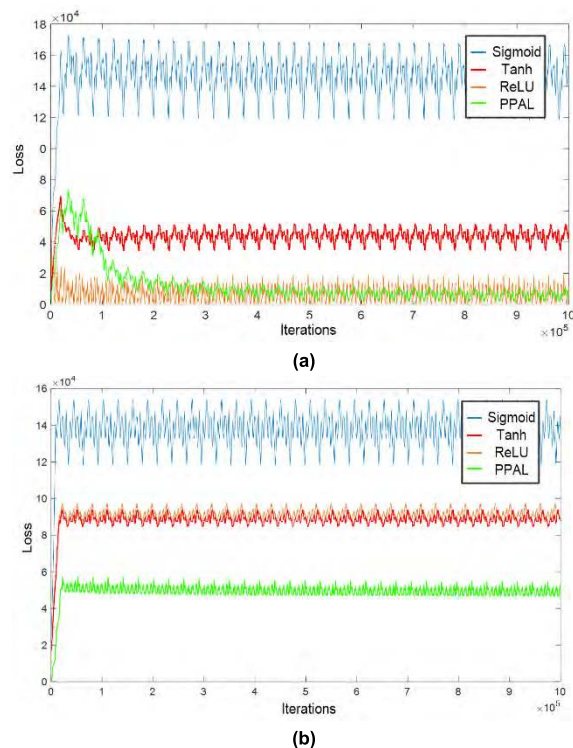 ×10⁴
18
16
14
12
10
8
6
4
2
0
Loss
Sigmoid
Tanh
ReLU
PPAL
0 1 2 3 4 5 6 7 8 9 10
Iterations
×10⁵
(a)
×10⁴
16
14
12
10
8
6
4
2
0
Loss
Sigmoid
Tanh
ReLU
PPAL
0 1 2 3 4 5 6 7 8 9 10
Iterations
×10⁵
(b)